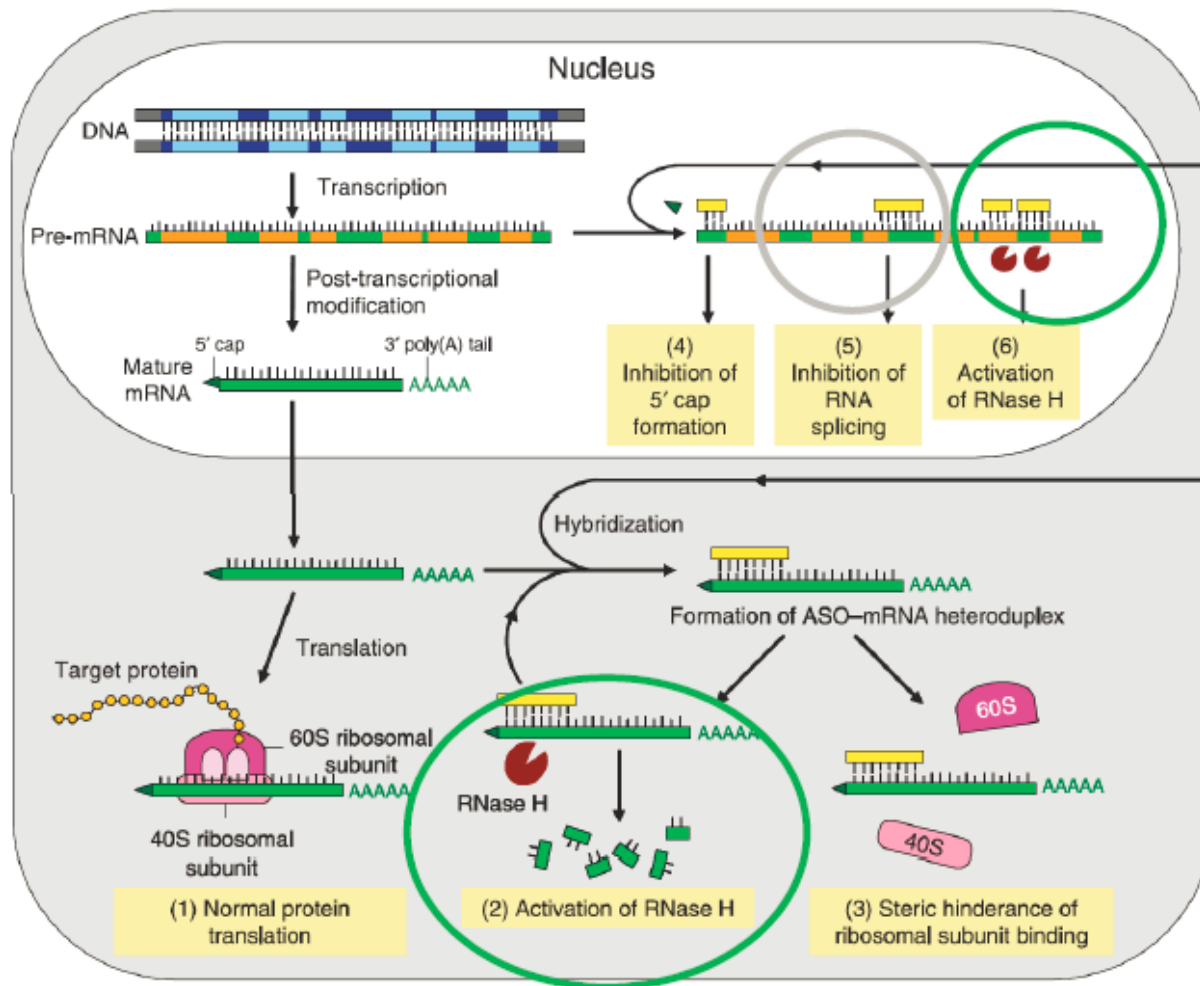 Nucleus
DNA
Transcription
Pre-mRNA
Post-transcriptional
modification
5′ cap
3′ poly(A) tail
Mature
mRNA
AAAAA
(4)
Inhibition of
5′ cap
formation
(5)
Inhibition of
RNA
splicing
(6)
Activation
of RNase H
Hybridization
AAAAA
AAAAA
Formation of ASO–mRNA heteroduplex
Translation
Target protein
60S ribosomal
subunit
AAAAA
40S ribosomal
subunit
(1) Normal protein
translation
AAAAA
RNase H
(2) Activation of RNase H
60S
AAAAA
40S
(3) Steric hinderance of
ribosomal subunit binding